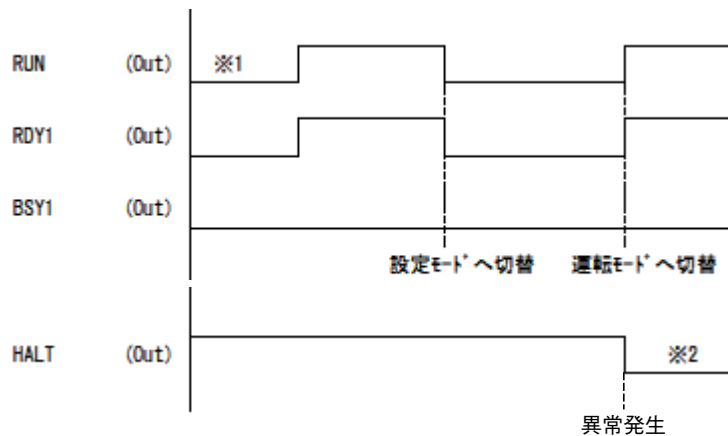 RUN (Out) ※1
RDY1 (Out)
BSY1 (Out)
設定ﾓｰﾄﾞへ切替 運転ﾓｰﾄﾞへ切替
HALT (Out) ※2
異常発生